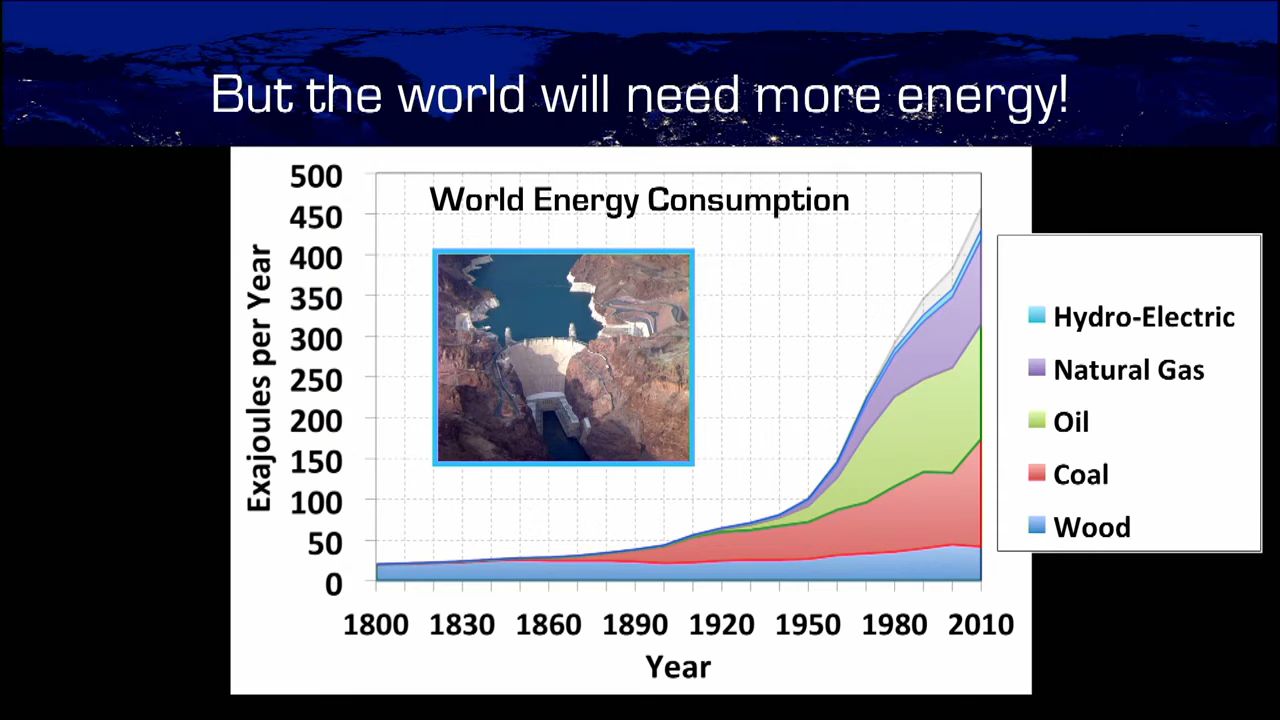 But the world will need more energy!
World Energy Consumption
500
450
400
350
300
250
200
150
100
50
0
Exajoules per Year
1800 1830 1860 1890 1920 1950 1980 2010
Year
Hydro-Electric
Natural Gas
Oil
Coal
Wood